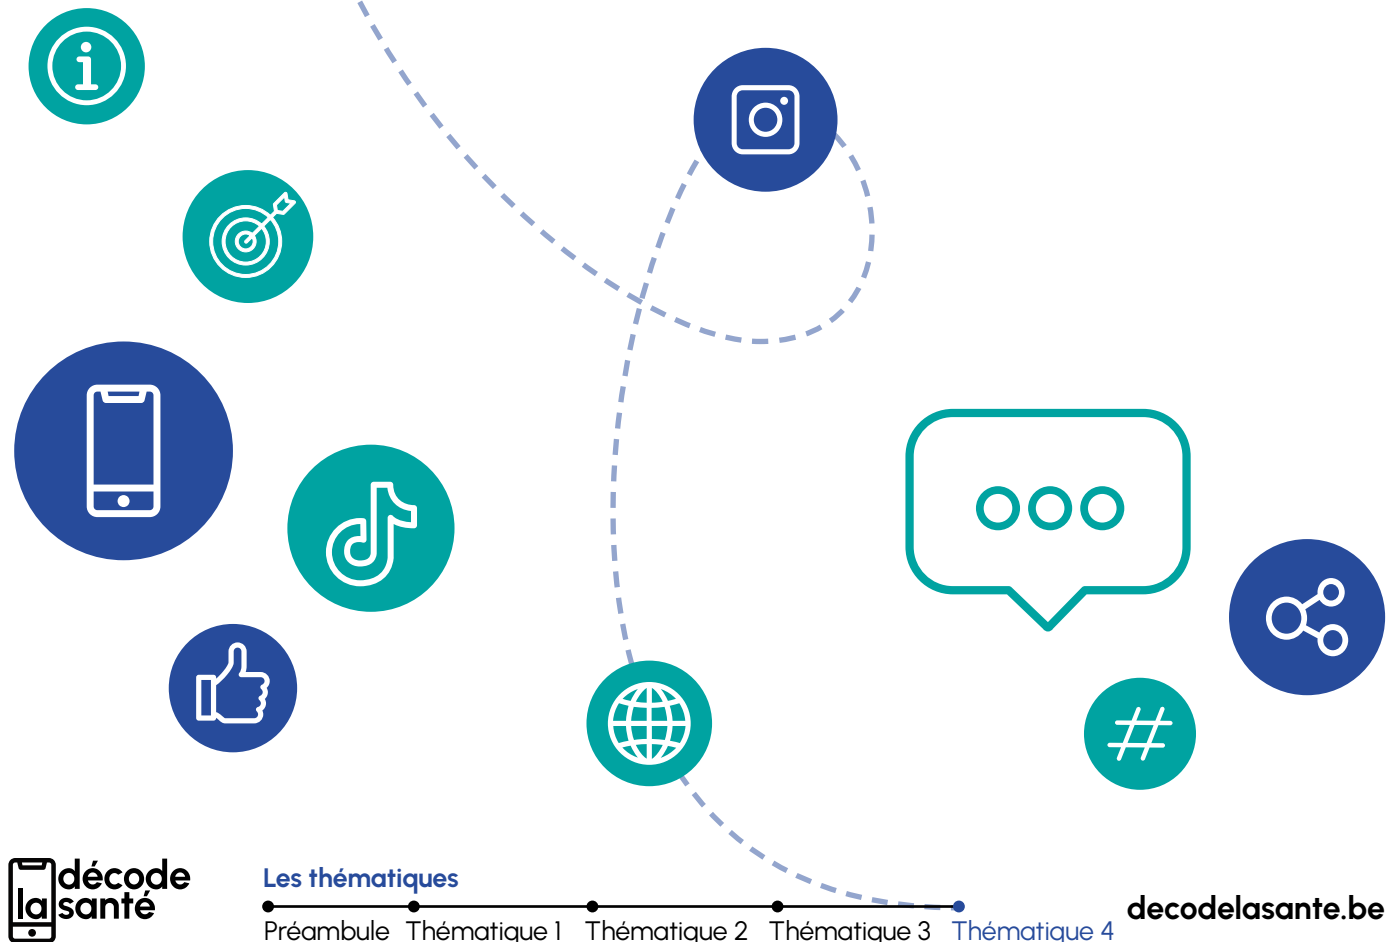 décode
la santé
Les thématiques
Préambule Thématique 1 Thématique 2 Thématique 3 Thématique 4
decodelasante.be
#